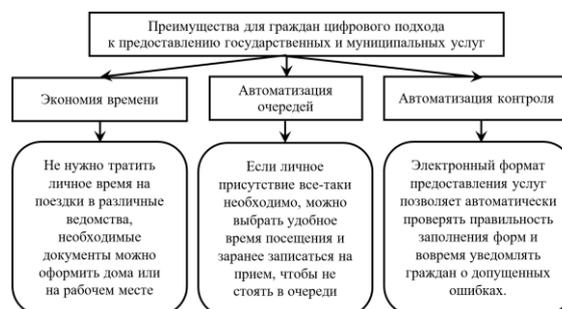 Преимущества для граждан цифрового подхода
к предоставлению государственных и муниципальных услуг
Экономия времени
Автоматизация
очередей
Автоматизация контроля
Не нужно тратить
личное время на
поездки в различные
ведомства,
необходимые
документы можно
оформить дома или
на рабочем месте
Если личное
присутствие все-таки
необходимо, можно
выбрать удобное
время посещения и
заранее записаться на
прием, чтобы не
стоять в очереди
Электронный формат
предоставления услуг
позволяет автоматически
проверять правильность
заполнения форм и
вовремя уведомлять
граждан о допущенных
ошибках.